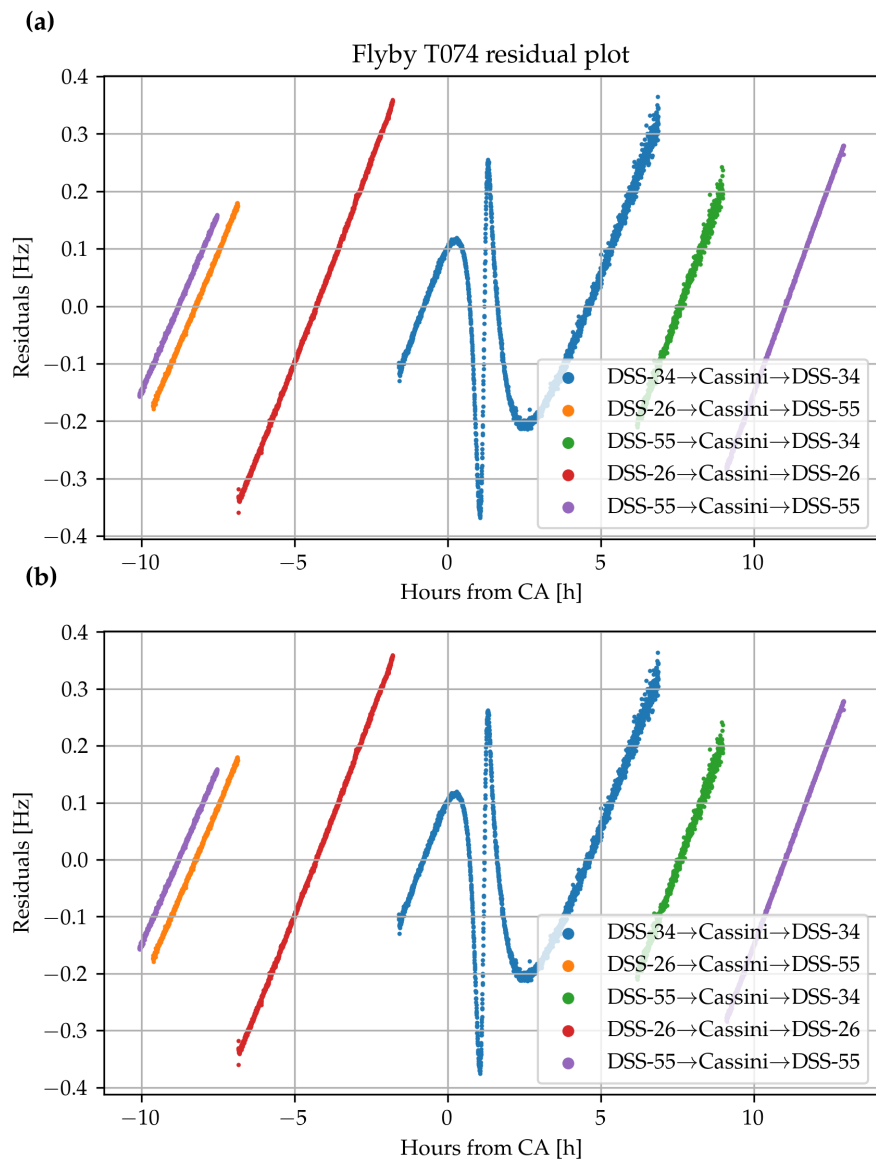 (a)
Flyby T074 residual plot
0.4
0.3
0.2
0.1
0.0
−0.1
−0.2
−0.3
−0.4
Residuals [Hz]
DSS-34→Cassini→DSS-34
DSS-26→Cassini→DSS-55
DSS-55→Cassini→DSS-34
DSS-26→Cassini→DSS-26
DSS-55→Cassini→DSS-55
−10 −5 0 5 10
Hours from CA [h]
(b)
0.4
0.3
0.2
0.1
0.0
−0.1
−0.2
−0.3
−0.4
Residuals [Hz]
DSS-34→Cassini→DSS-34
DSS-26→Cassini→DSS-55
DSS-55→Cassini→DSS-34
DSS-26→Cassini→DSS-26
DSS-55→Cassini→DSS-55
−10 −5 0 5 10
Hours from CA [h]